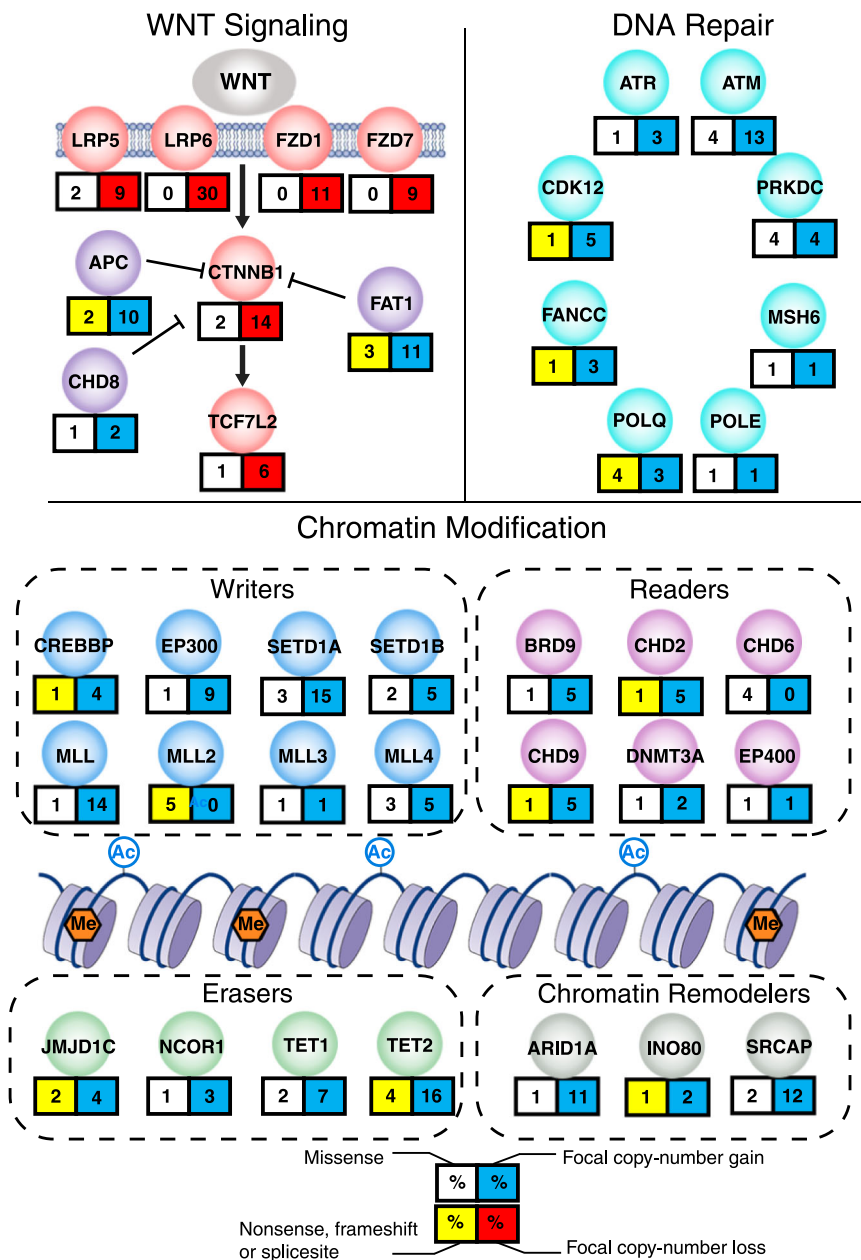 WNT Signaling
DNA Repair
WNT
LRP5 LRP6 FZD1 FZD7
2 9 0 30 0 11 0 9
APC CTNNB1 FAT1
2 10
2 14
3 11
CHD8
1 2
TCF7L2
1 6
ATR ATM
1 3 4 13
CDK12 PRKDC
1 5 4 4
FANCC MSH6
1 3 1 1
POLQ POLE
4 3 1 1
Chromatin Modification
Writers
CREBBP EP300 SETD1A SETD1B
1 4 1 9 3 15 2 5
MLL MLL2 MLL3 MLL4
1 14 5 Ac 0 1 1 3 5
Readers
BRD9 CHD2 CHD6
1 5 1 5 4 0
CHD9 DNMT3A EP400
1 5 1 2 1 1
Ac Ac Ac
Me Me Me
Erasers
JMJD1C NCOR1 TET1 TET2
2 4 1 3 2 7 4 16
Chromatin Remodelers
ARID1A INO80 SRCAP
1 11 1 2 2 12
Missense
Focal copy-number gain
% %
% %
Nonsense, frameshift
or splicesite
Focal copy-number loss